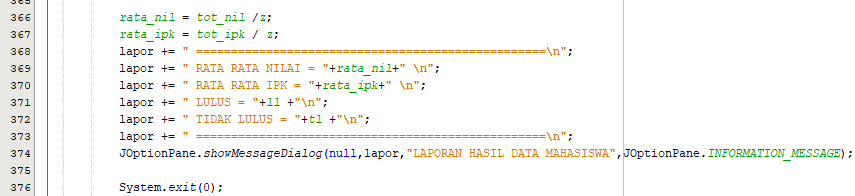 365
366 rata_nil = tot_nil /z;
367 rata_ipk = tot_ipk / z;
368 lapor += " ==================================================\n";
369 lapor += " RATA RATA NILAI = "+rata_nil+" \n";
370 lapor += " RATA RATA IPK = "+rata_ipk+" \n";
371 lapor += " LULUS = "+ll +"\n";
372 lapor += " TIDAK LULUS = "+tl +"\n";
373 lapor += " ==================================================\n";
374 JOptionPane.showMessageDialog(null,lapor,"LAPORAN HASIL DATA MAHASISWA",JOptionPane.INFORMATION_MESSAGE);
375
376 System.exit(0);